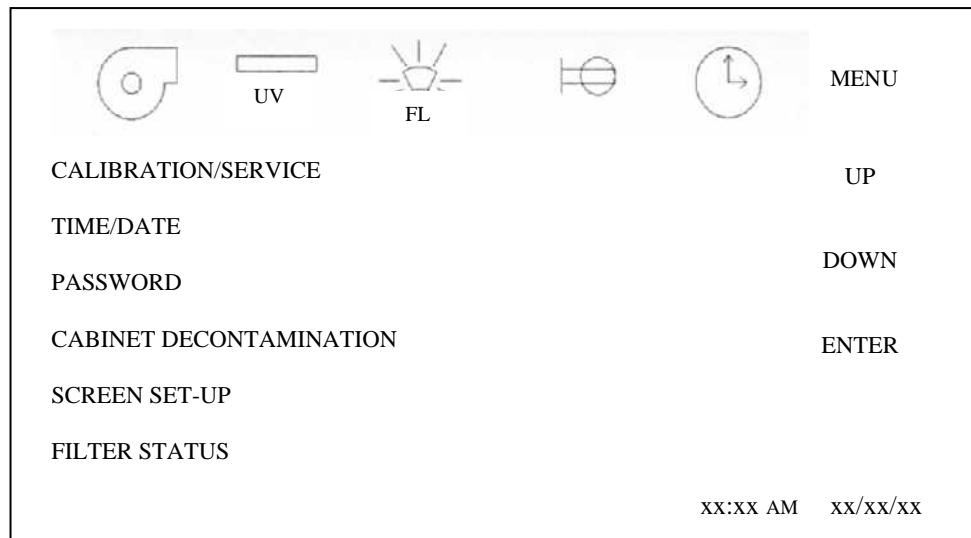 UV
FL
MENU
CALIBRATION/SERVICE
UP
TIME/DATE
DOWN
PASSWORD
CABINET DECONTAMINATION
ENTER
SCREEN SET-UP
FILTER STATUS
xx:xx AM xx/xx/xx